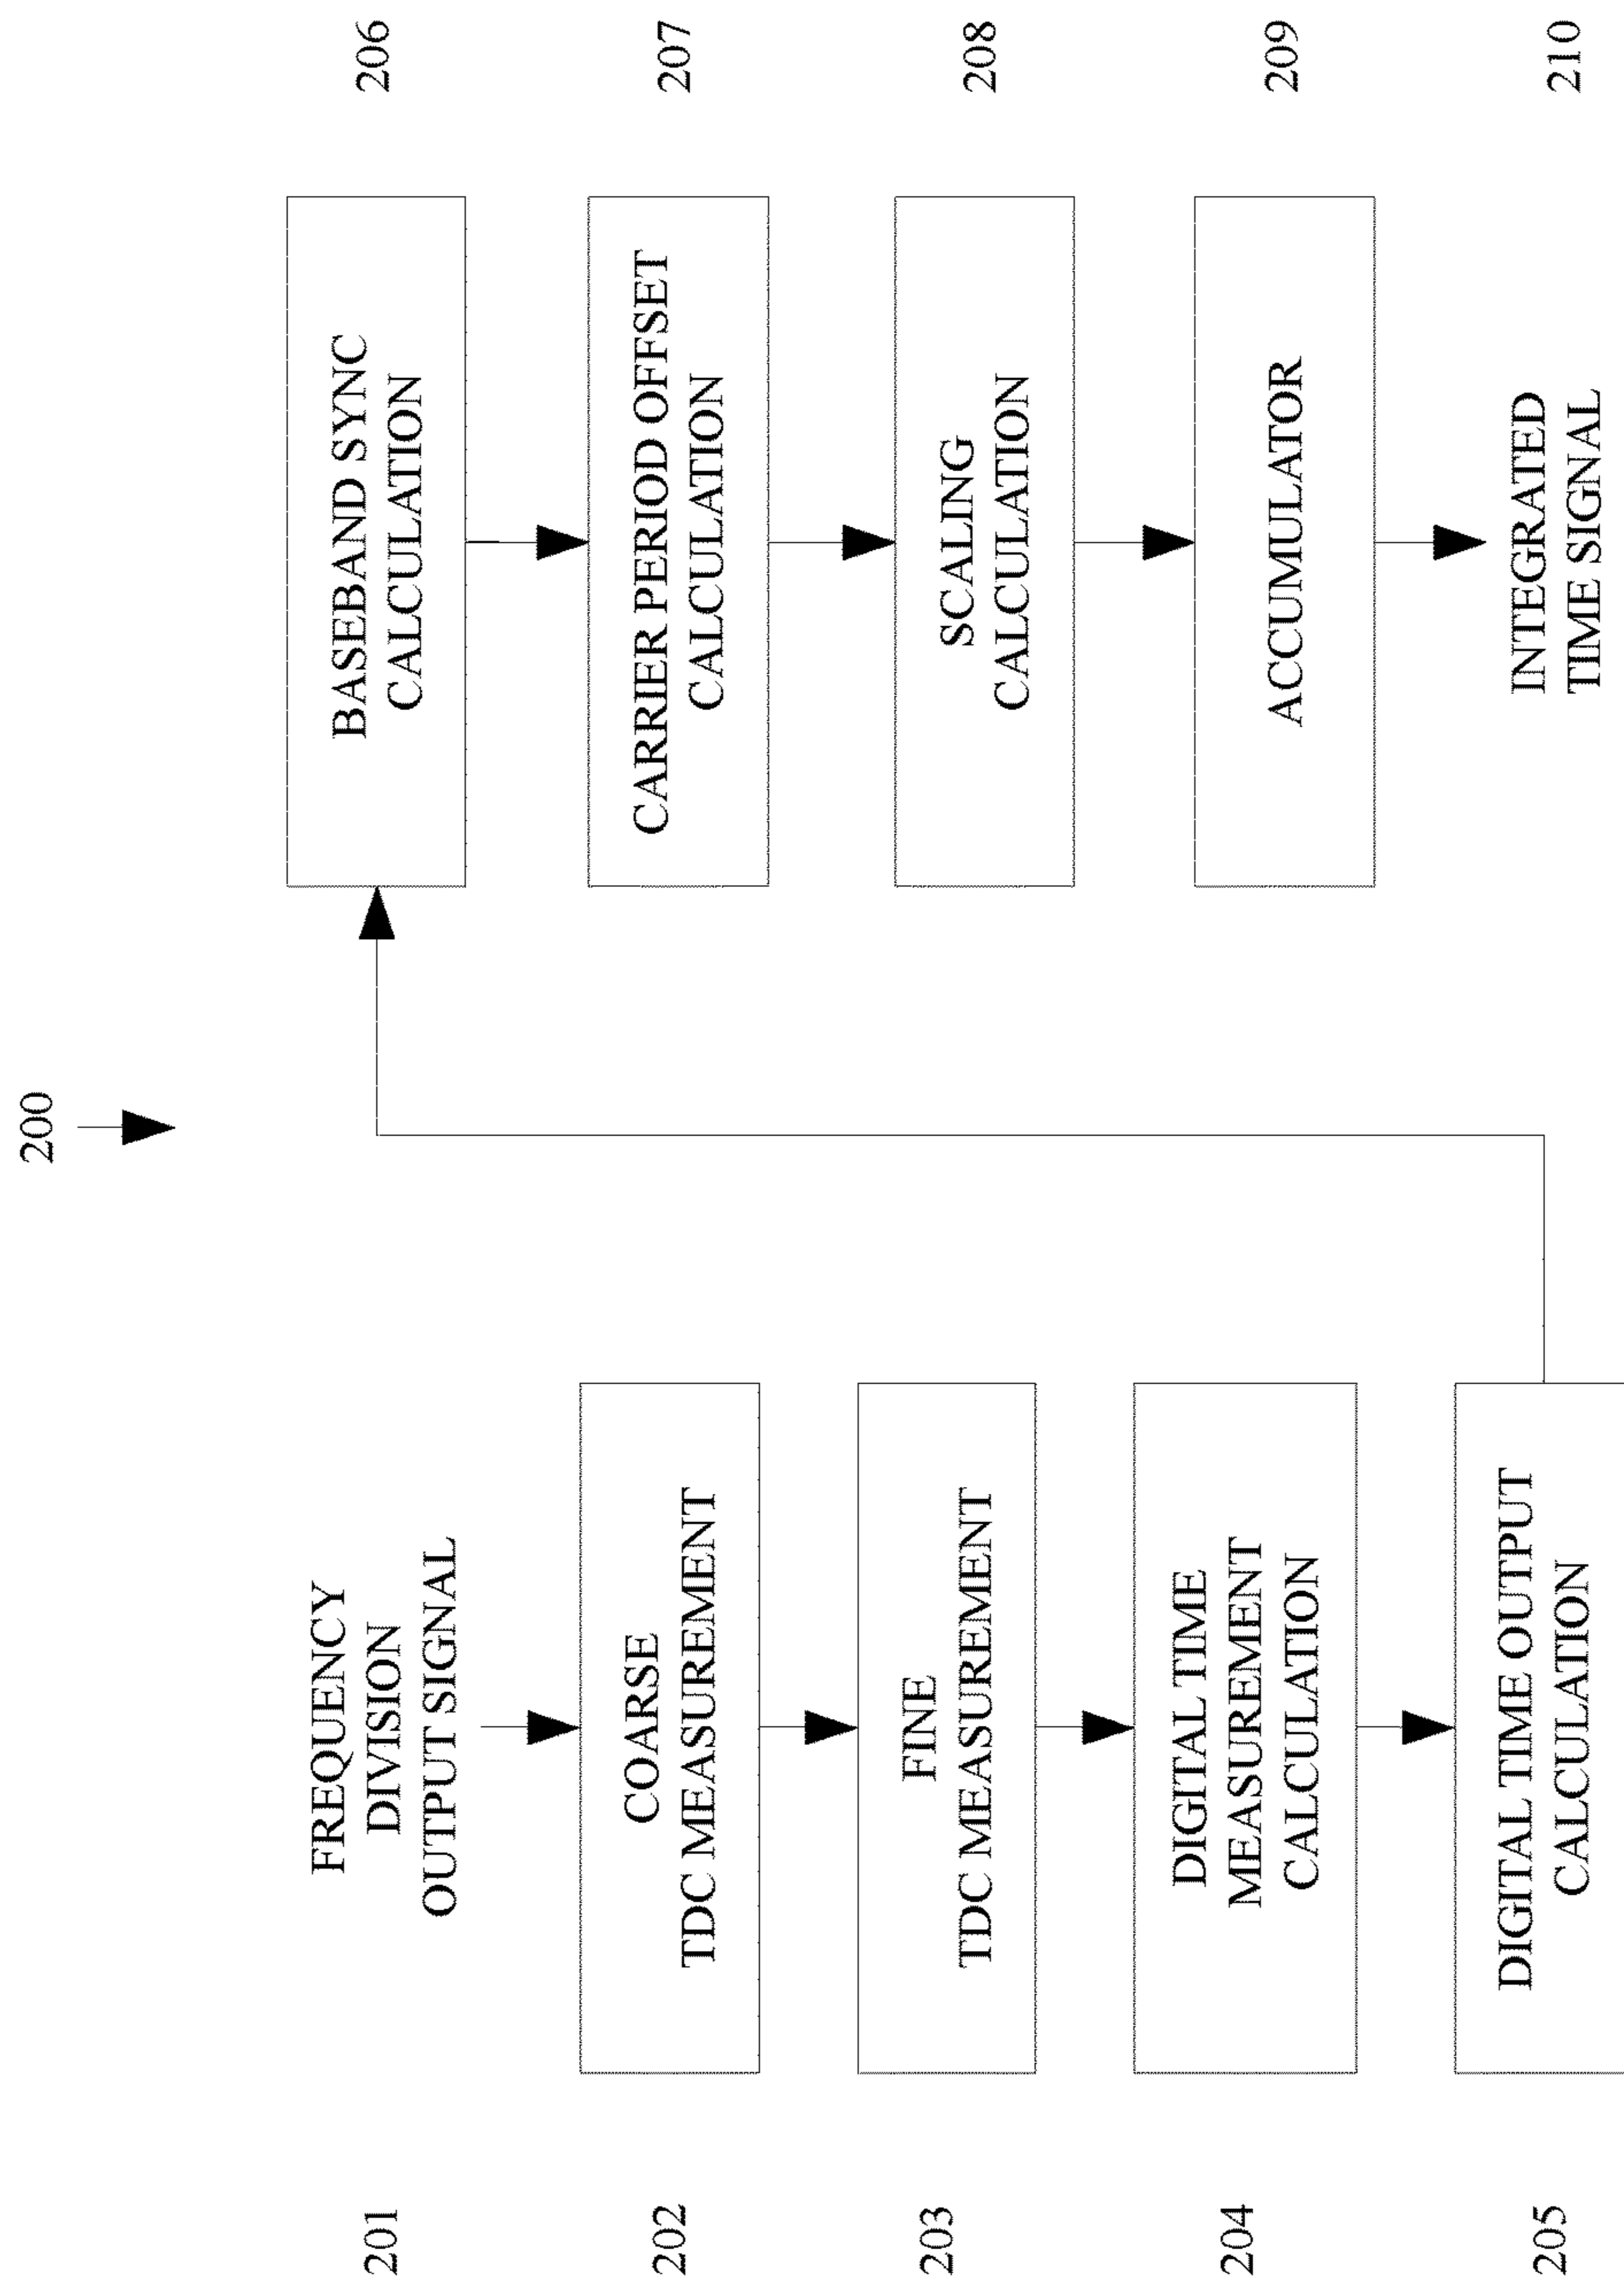 200
201
FREQUENCY
DIVISION
OUTPUT SIGNAL
202
COARSE
TDC MEASUREMENT
203
FINE
TDC MEASUREMENT
204
DIGITAL TIME
MEASUREMENT
CALCULATION
205
DIGITAL TIME OUTPUT
CALCULATION
BASEBAND SYNC
CALCULATION
206
CARRIER PERIOD OFFSET
CALCULATION
207
SCALING
CALCULATION
208
ACCUMULATOR
209
INTEGRATED
TIME SIGNAL
210